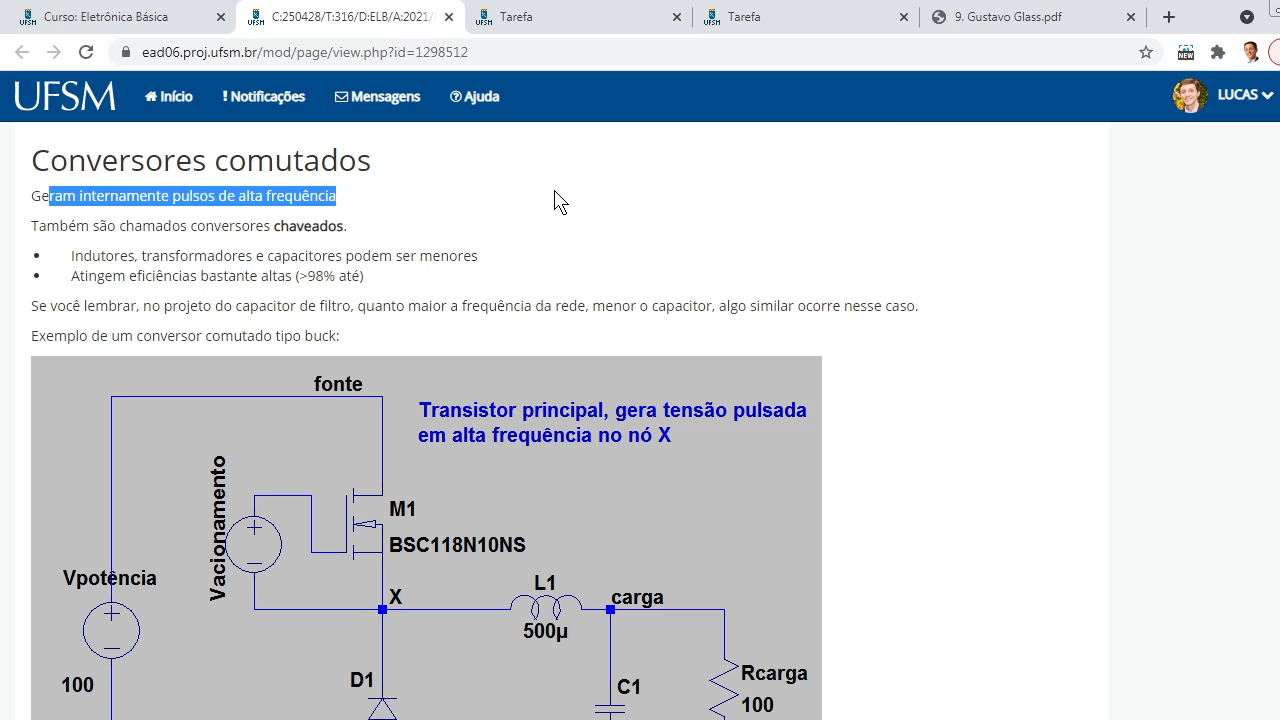 Curso: Eletrônica Básica
C:250428/T:316/D:ELB/A:2021/
Tarefa
Tarefa
9. Gustavo Glass.pdf
ead06.proj.ufsm.br/mod/page/view.php?id=1298512
NEW
UFSM
Início
! Notificações
Mensagens
Ajuda
LUCAS
Conversores comutados
Geram internamente pulsos de alta frequência
Também são chamados conversores chaveados.
• Indutores, transformadores e capacitores podem ser menores
• Atingem eficiências bastante altas (>98% até)
Se você lembrar, no projeto do capacitor de filtro, quanto maior a frequência da rede, menor o capacitor, algo similar ocorre nesse caso.
Exemplo de um conversor comutado tipo buck:
fonte
Transistor principal, gera tensão pulsada
em alta frequência no nó X
Vacionamento
M1
BSC118N10NS
Vpotência
100
X
L1
500µ
carga
D1
C1
Rcarga
100